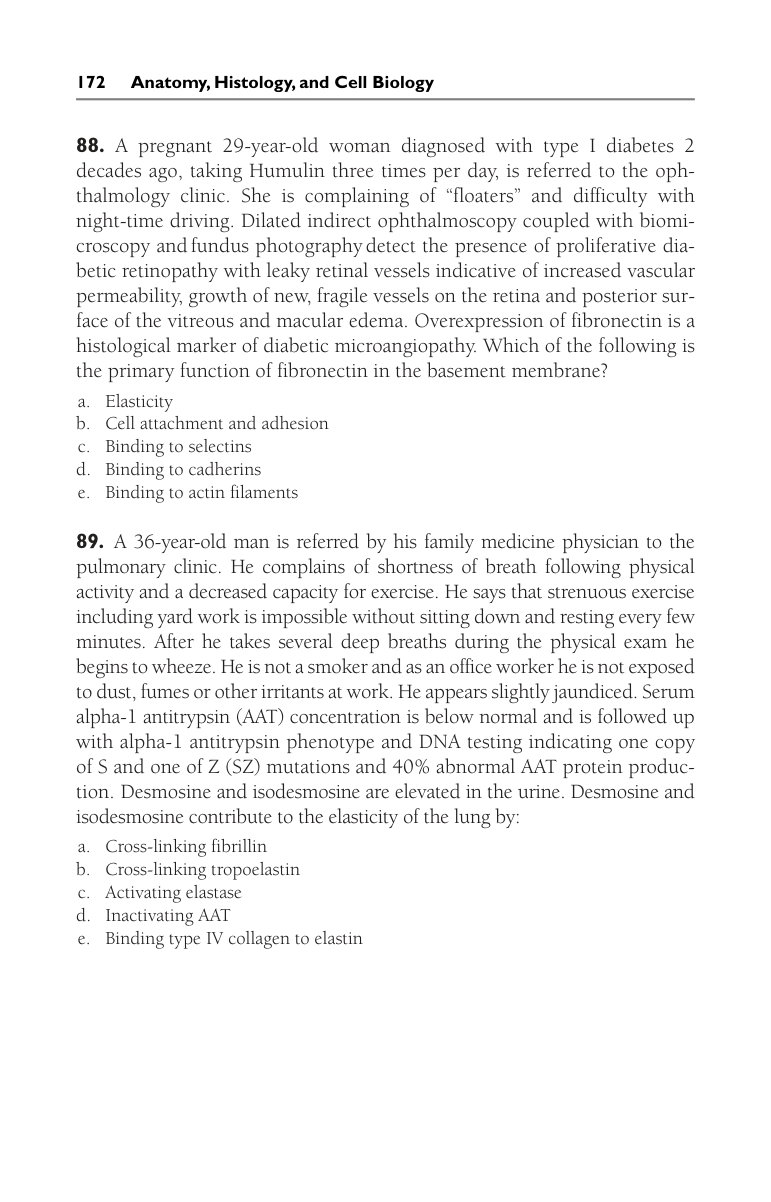 172 Anatomy, Histology, and Cell Biology
88. A pregnant 29-year-old woman diagnosed with type I diabetes 2
decades ago, taking Humulin three times per day, is referred to the oph-
thalmology clinic. She is complaining of “floaters” and difficulty with
night-time driving. Dilated indirect ophthalmoscopy coupled with biomi-
croscopy and fundus photography detect the presence of proliferative dia-
betic retinopathy with leaky retinal vessels indicative of increased vascular
permeability, growth of new, fragile vessels on the retina and posterior sur-
face of the vitreous and macular edema. Overexpression of fibronectin is a
histological marker of diabetic microangiopathy. Which of the following is
the primary function of fibronectin in the basement membrane?
a. Elasticity
b. Cell attachment and adhesion
c. Binding to selectins
d. Binding to cadherins
e. Binding to actin filaments
89. A 36-year-old man is referred by his family medicine physician to the
pulmonary clinic. He complains of shortness of breath following physical
activity and a decreased capacity for exercise. He says that strenuous exercise
including yard work is impossible without sitting down and resting every few
minutes. After he takes several deep breaths during the physical exam he
begins to wheeze. He is not a smoker and as an office worker he is not exposed
to dust, fumes or other irritants at work. He appears slightly jaundiced. Serum
alpha-1 antitrypsin (AAT) concentration is below normal and is followed up
with alpha-1 antitrypsin phenotype and DNA testing indicating one copy
of S and one of Z (SZ) mutations and 40% abnormal AAT protein produc-
tion. Desmosine and isodesmosine are elevated in the urine. Desmosine and
isodesmosine contribute to the elasticity of the lung by:
a. Cross-linking fibrillin
b. Cross-linking tropoelastin
c. Activating elastase
d. Inactivating AAT
e. Binding type IV collagen to elastin